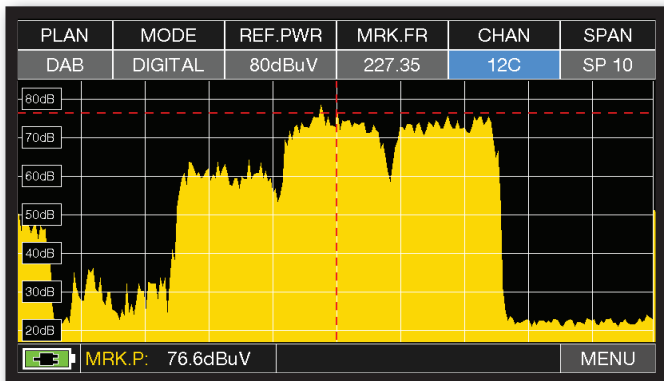 PLAN MODE REF.PWR MRK.FR CHAN SPAN
DAB DIGITAL 80dBuV 227.35 12C SP 10
80dB
70dB
60dB
50dB
40dB
30dB
20dB
MRK.P: 76.6dBuV MENU